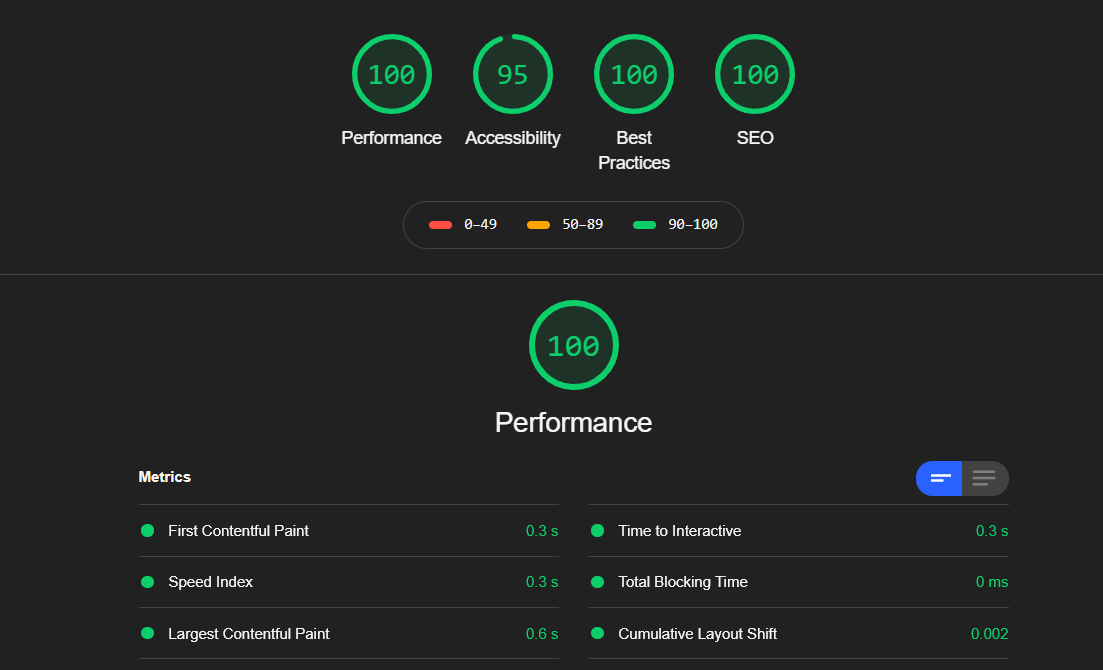 100 95 100 100
Performance Accessibility Best Practices SEO
0–49 50–89 90–100
100
Performance
Metrics
First Contentful Paint 0.3 s
Time to Interactive 0.3 s
Speed Index 0.3 s
Total Blocking Time 0 ms
Largest Contentful Paint 0.6 s
Cumulative Layout Shift 0.002